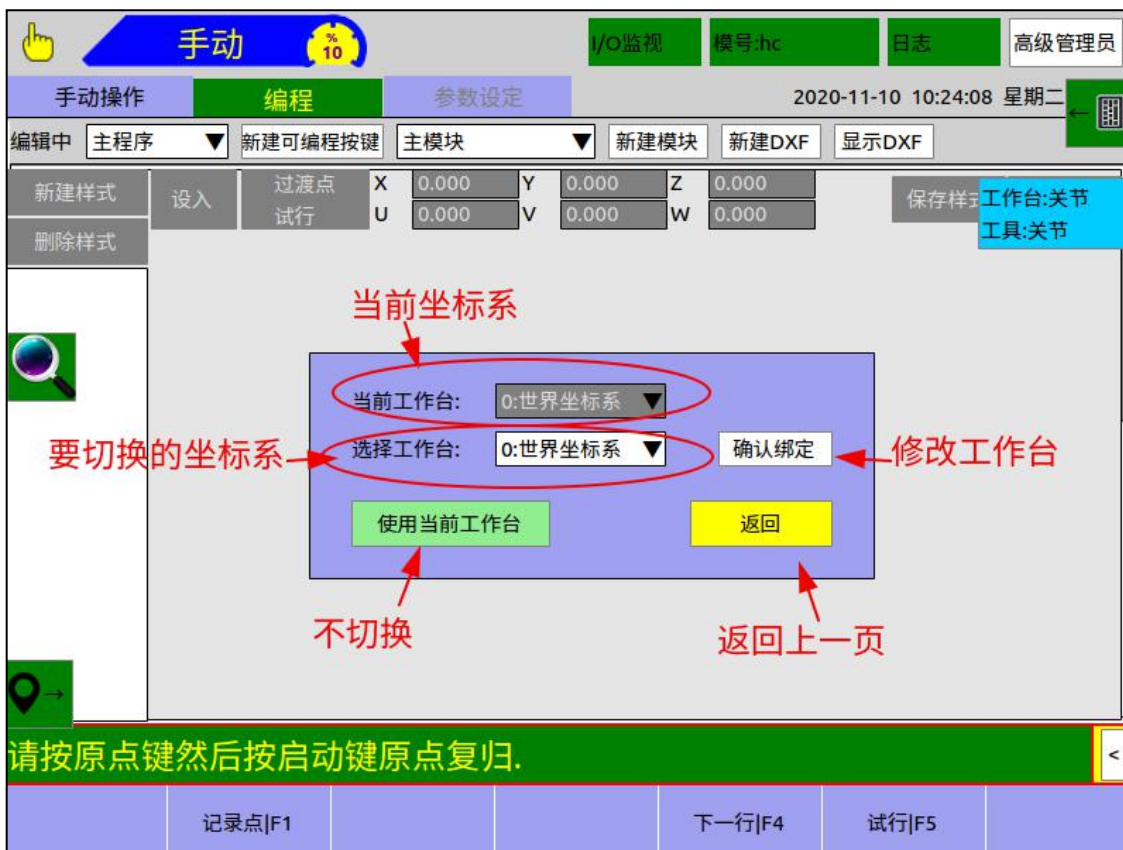 手动
%
10
I/O监视
模号:hc
日志
高级管理员
手动操作
编程
参数设定
2020-11-10 10:24:08 星期二
←
编辑中
主程序 ▼
新建可编程按键
主模块 ▼
新建模块
新建DXF
显示DXF
新建样式
设入
过渡点
试行
X 0.000 Y 0.000 Z 0.000
U 0.000 V 0.000 W 0.000
保存样式
工作台:关节
工具:关节
删除样式
当前坐标系
当前工作台: 0:世界坐标系 ▼
要切换的坐标系
选择工作台: 0:世界坐标系 ▼
确认绑定
修改工作台
使用当前工作台
返回
不切换
返回上一页
→
请按原点键然后按启动键原点复归.
<
记录点|F1
下一行|F4
试行|F5